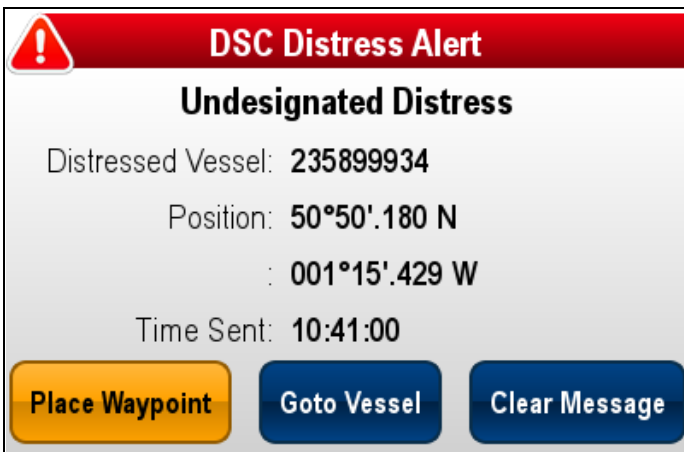 DSC Distress Alert
Undesignated Distress
Distressed Vessel: 235899934
Position: 50°50'.180 N
: 001°15'.429 W
Time Sent: 10:41:00
Place Waypoint Goto Vessel Clear Message